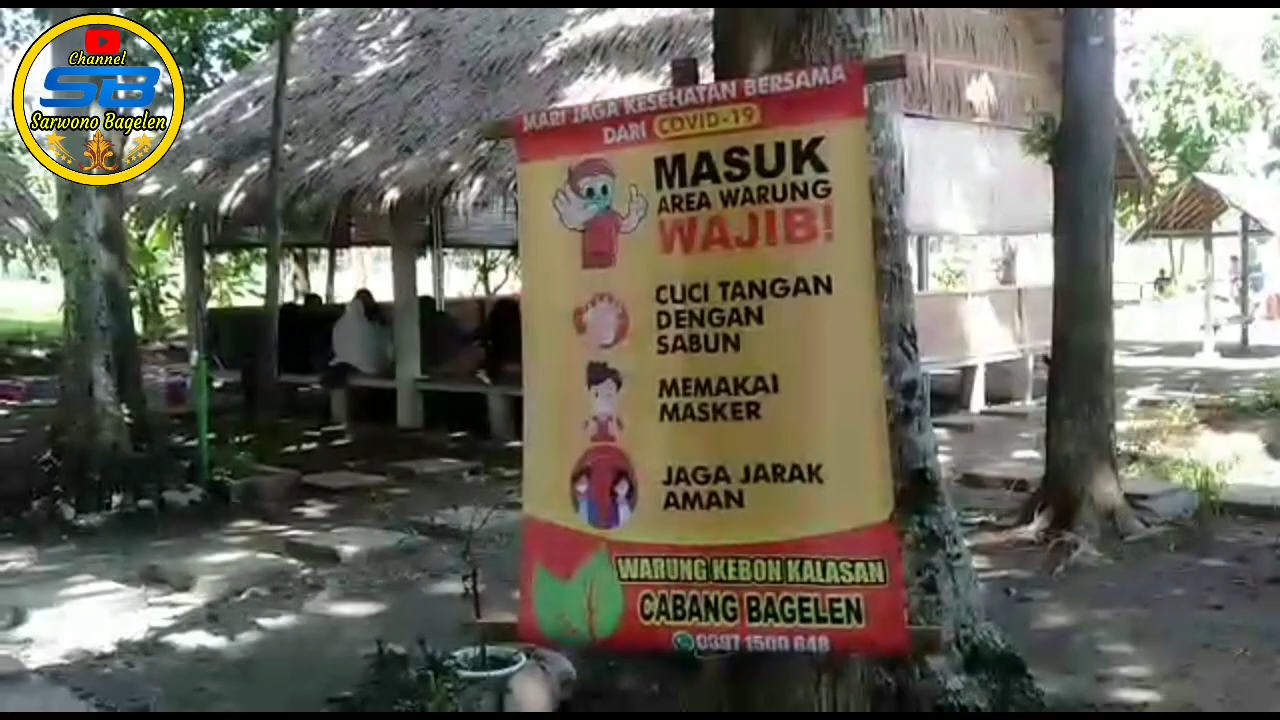 Channel
SB
Sarwono Bagelen
MARI JAGA KESEHATAN BERSAMA
DARI COVID-19
MASUK
AREA WARUNG
WAJIB!
CUCI TANGAN
DENGAN
SABUN
MEMAKAI
MASKER
JAGA JARAK
AMAN
WARUNG KEBON KALASAN
CABANG BAGELEN